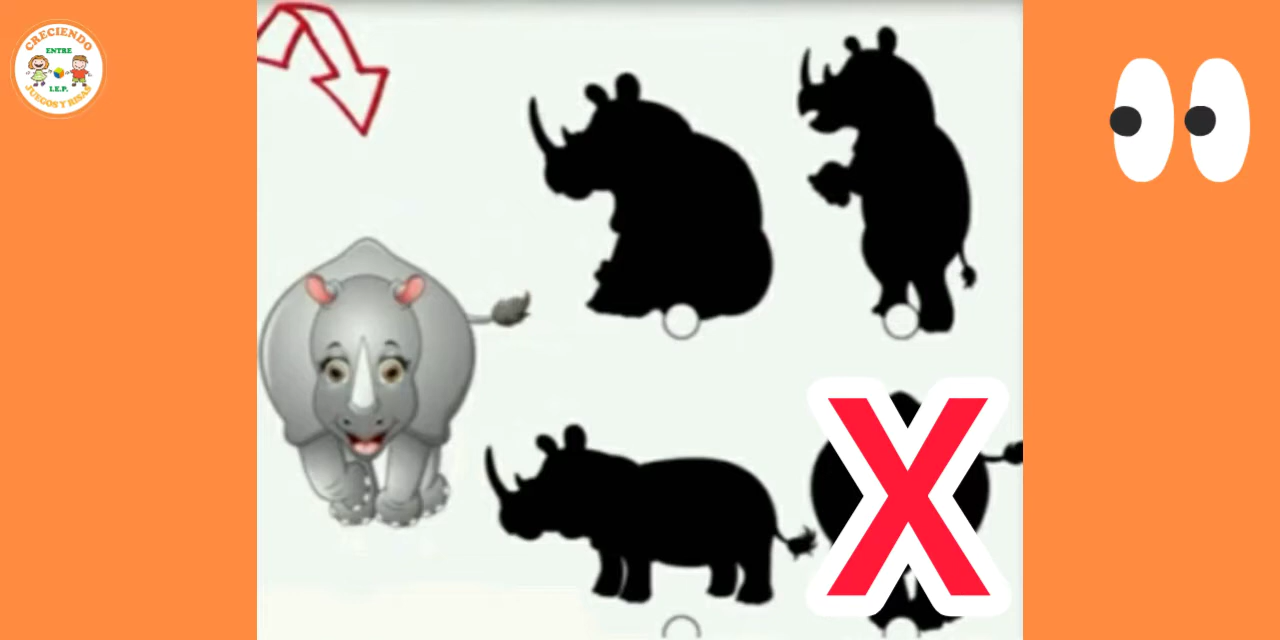 CRECIENDO
ENTRE
I.E.P.
JUEGOS Y RISAS
X